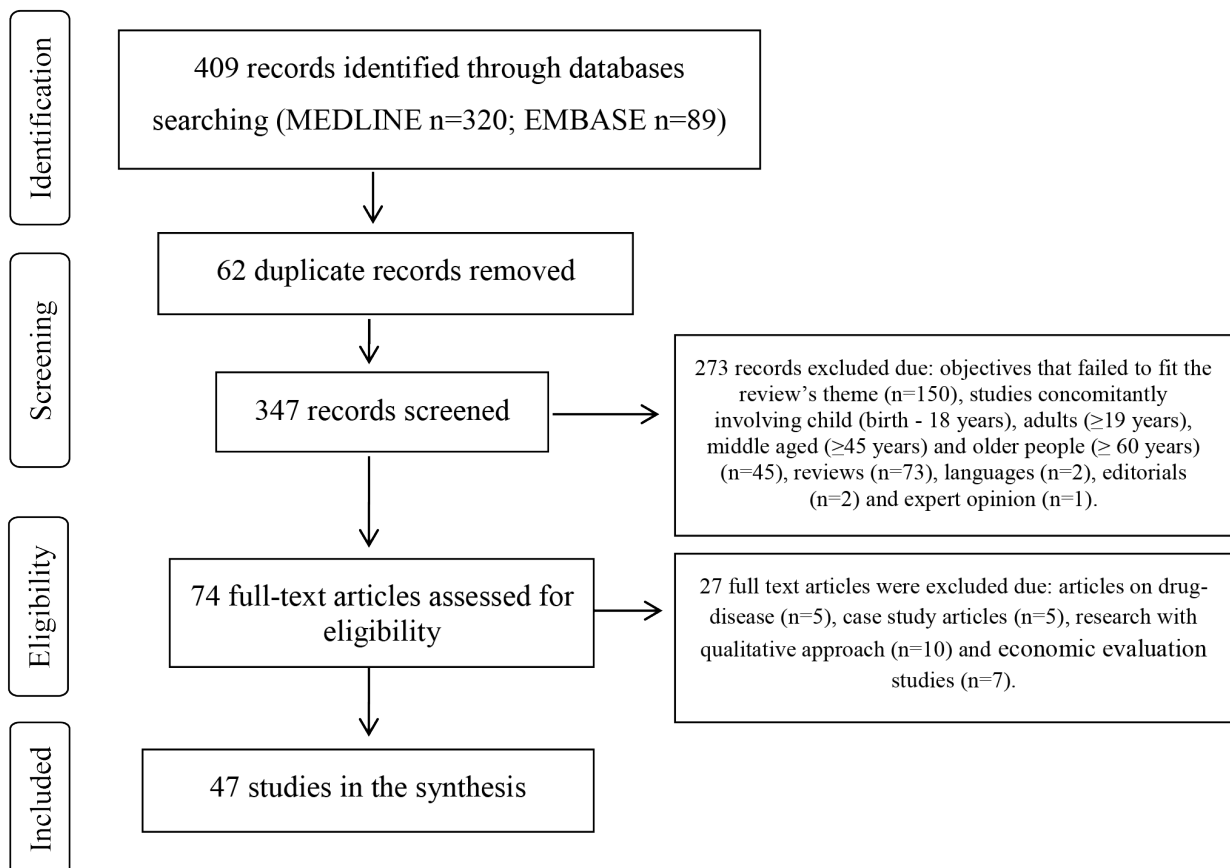 Identification
409 records identified through databases
searching (MEDLINE n=320; EMBASE n=89)
Screening
62 duplicate records removed
347 records screened
273 records excluded due: objectives that failed to fit the
review's theme (n=150), studies concomitantly
involving child (birth - 18 years), adults (≥19 years),
middle aged (≥45 years) and older people (≥ 60 years)
(n=45), reviews (n=73), languages (n=2), editorials
(n=2) and expert opinion (n=1).
Eligibility
74 full-text articles assessed for
eligibility
27 full text articles were excluded due: articles on drug-
disease (n=5), case study articles (n=5), research with
qualitative approach (n=10) and economic evaluation
studies (n=7).
Included
47 studies in the synthesis